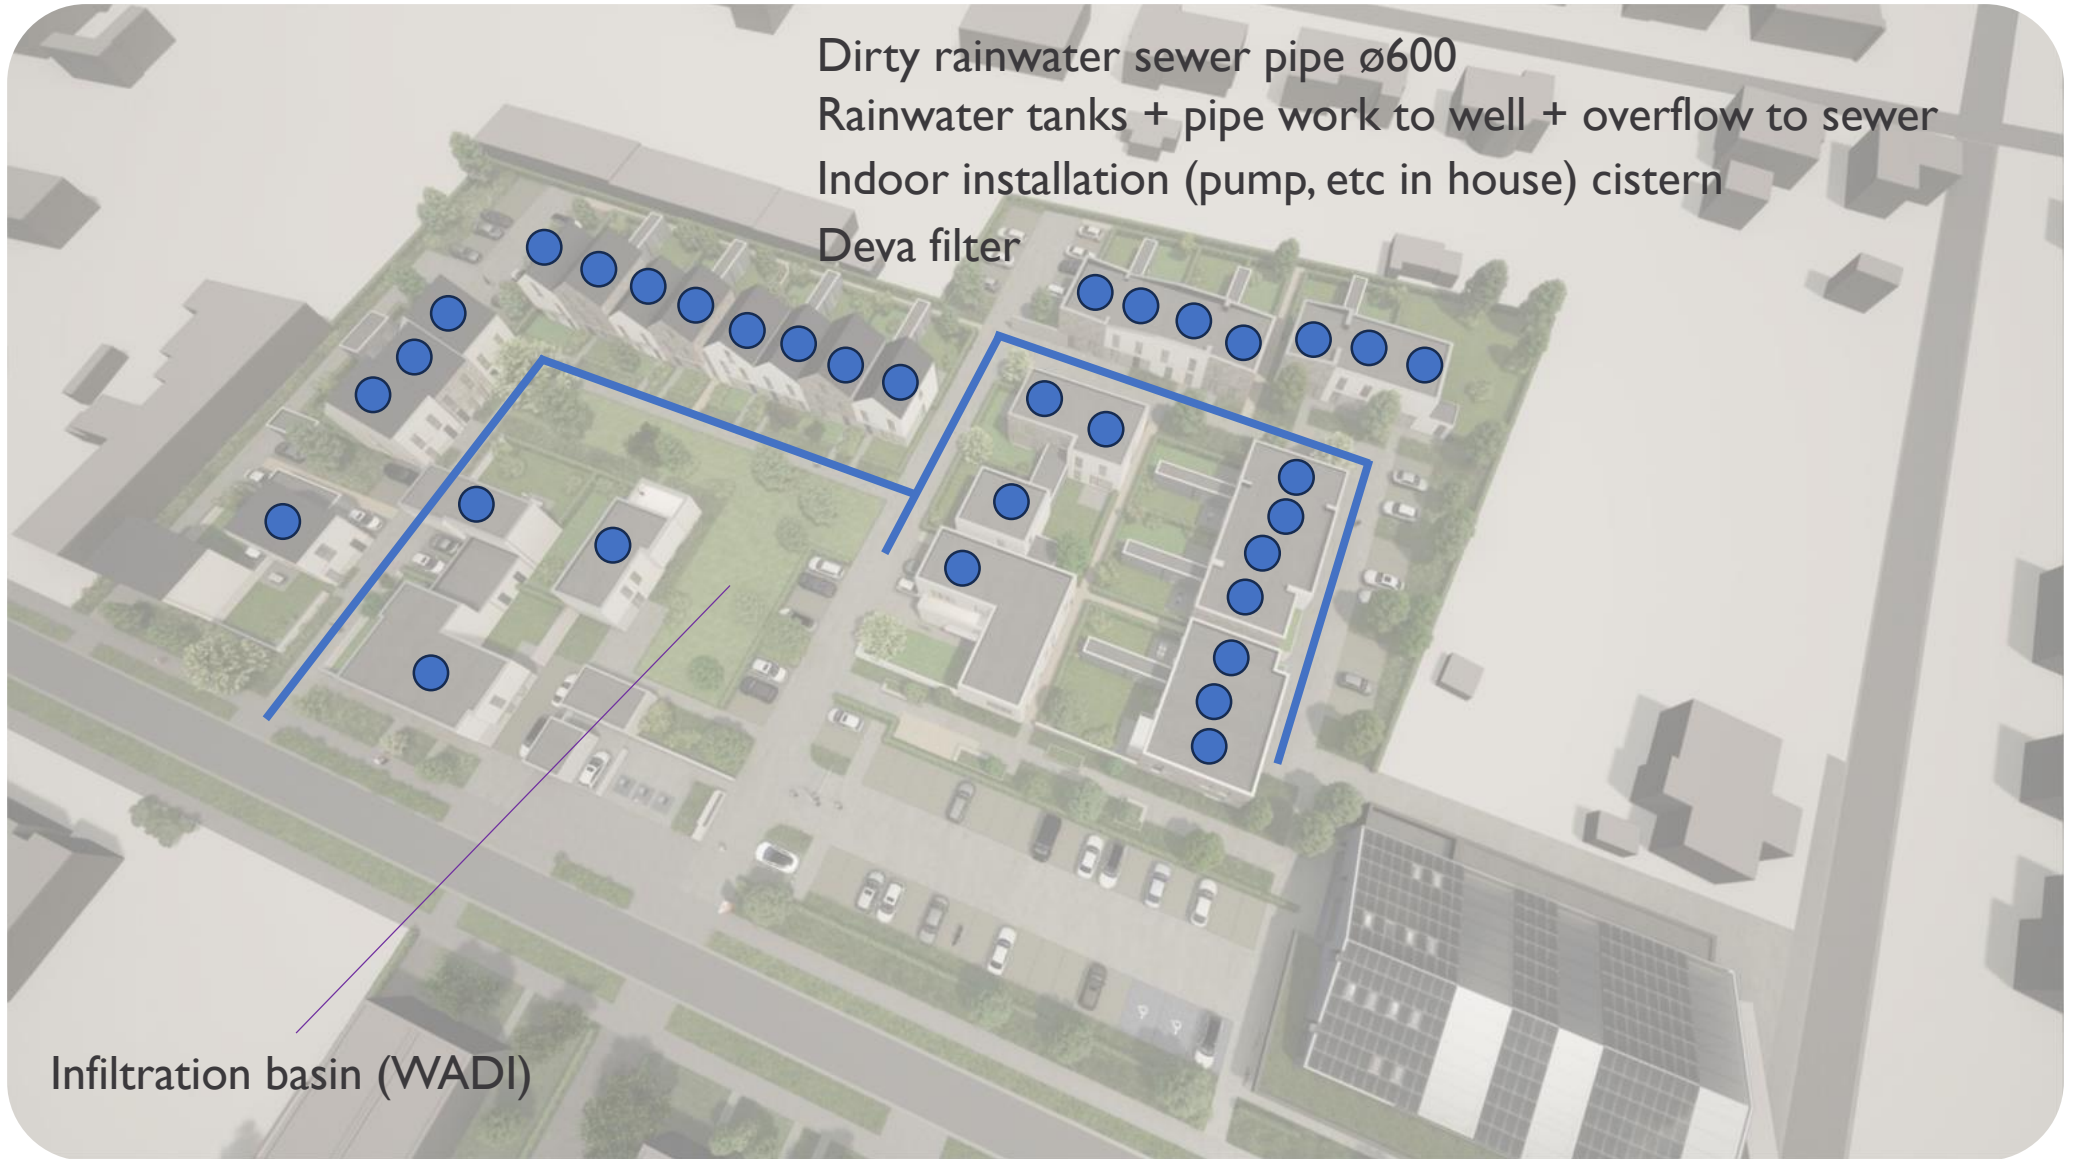 Dirty rainwater sewer pipe ø600
Rainwater tanks + pipe work to well + overflow to sewer
Indoor installation (pump, etc in house) cistern
Deva filter
Infiltration basin (WADI)